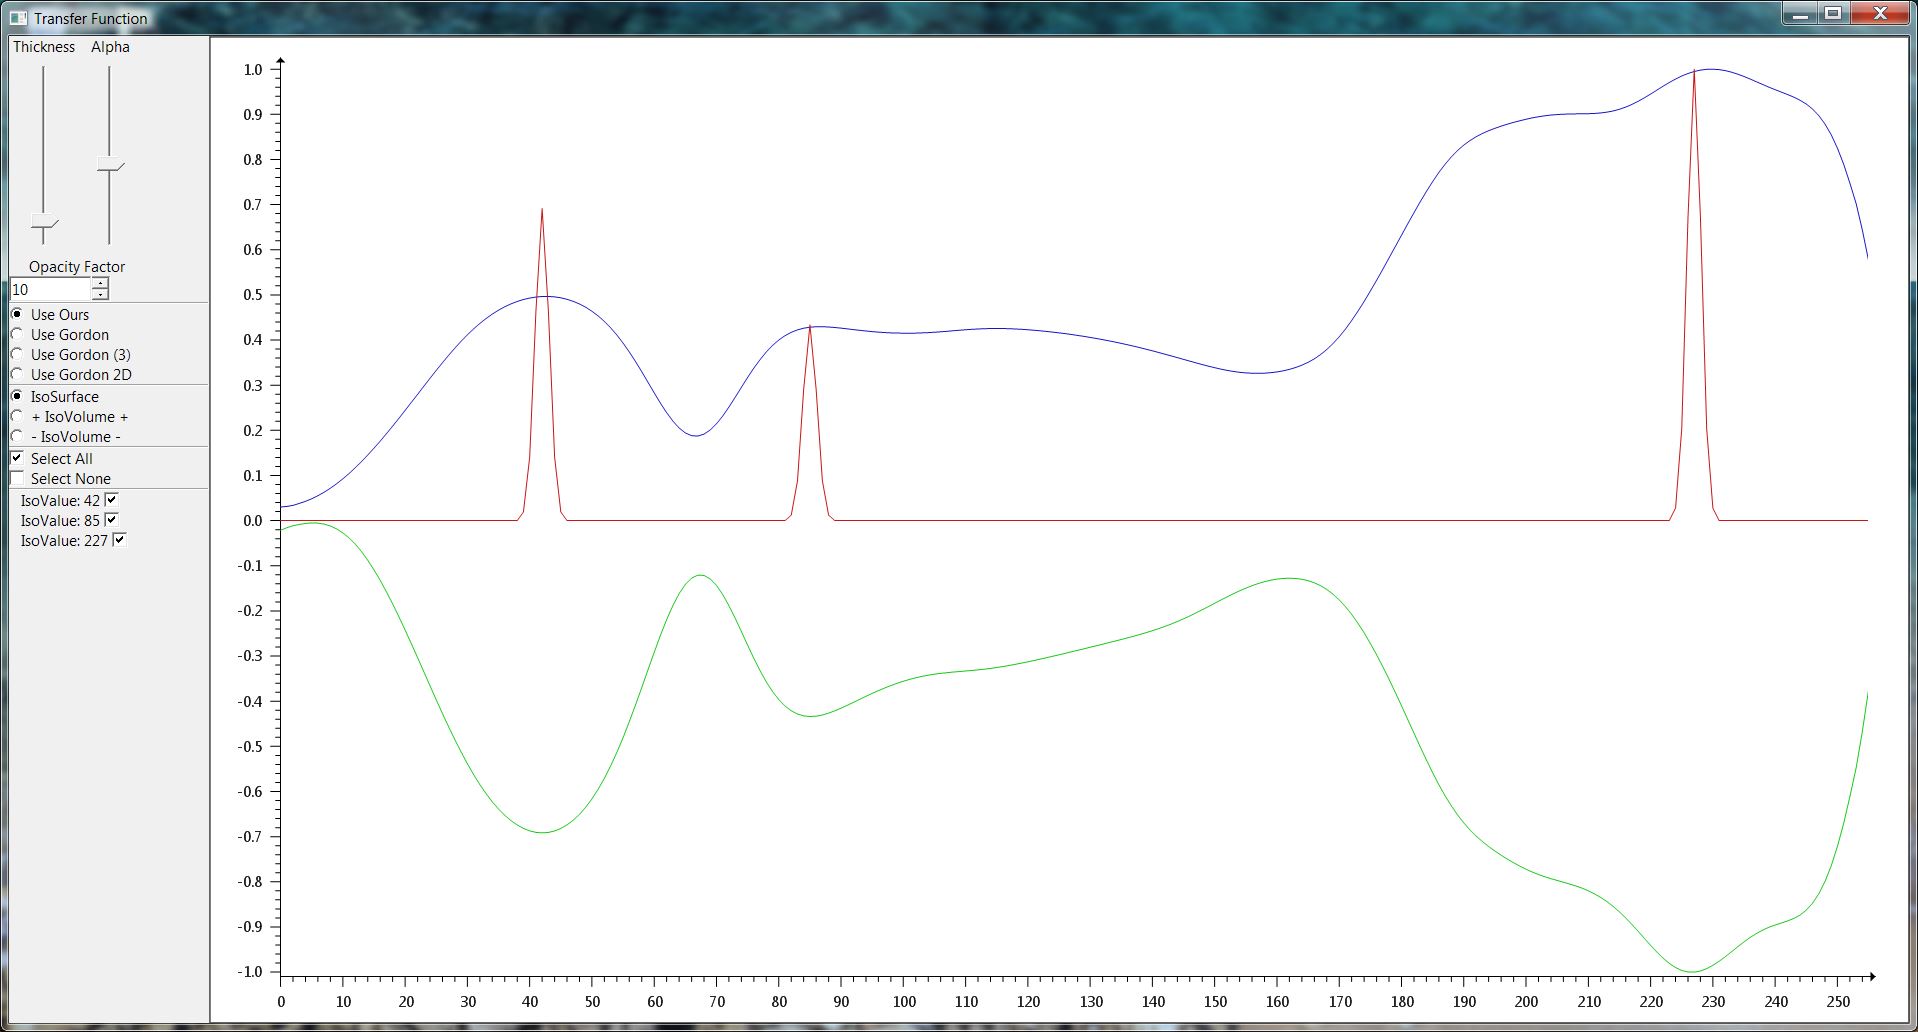 Transfer Function
Thickness Alpha
Opacity Factor
10
Use Ours
Use Gordon
Use Gordon (3)
Use Gordon 2D
IsoSurface
+ IsoVolume +
- IsoVolume -
Select All
Select None
IsoValue: 42
IsoValue: 85
IsoValue: 227
1.0
0.9
0.8
0.7
0.6
0.5
0.4
0.3
0.2
0.1
0.0
-0.1
-0.2
-0.3
-0.4
-0.5
-0.6
-0.7
-0.8
-0.9
-1.0
0 10 20 30 40 50 60 70 80 90 100 110 120 130 140 150 160 170 180 190 200 210 220 230 240 250